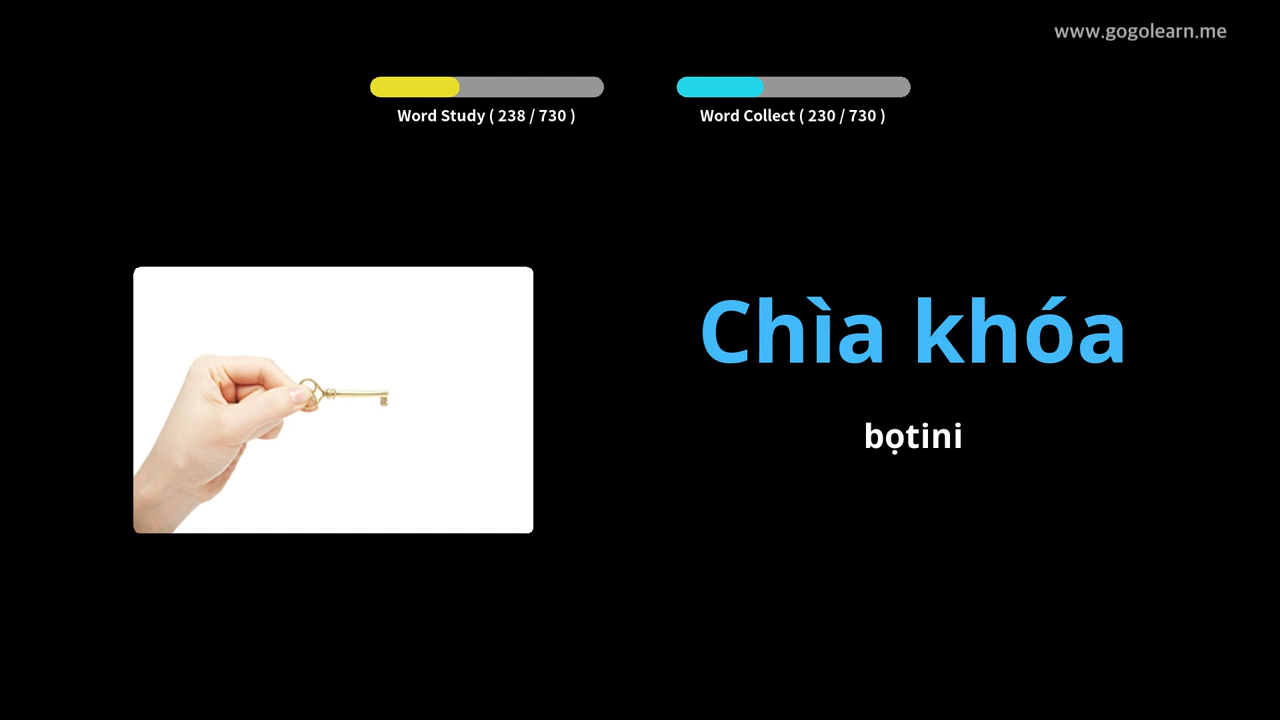 www.gogolearn.me
Word Study ( 238 / 730 )
Word Collect ( 230 / 730 )
Chìa khóa
bọtini